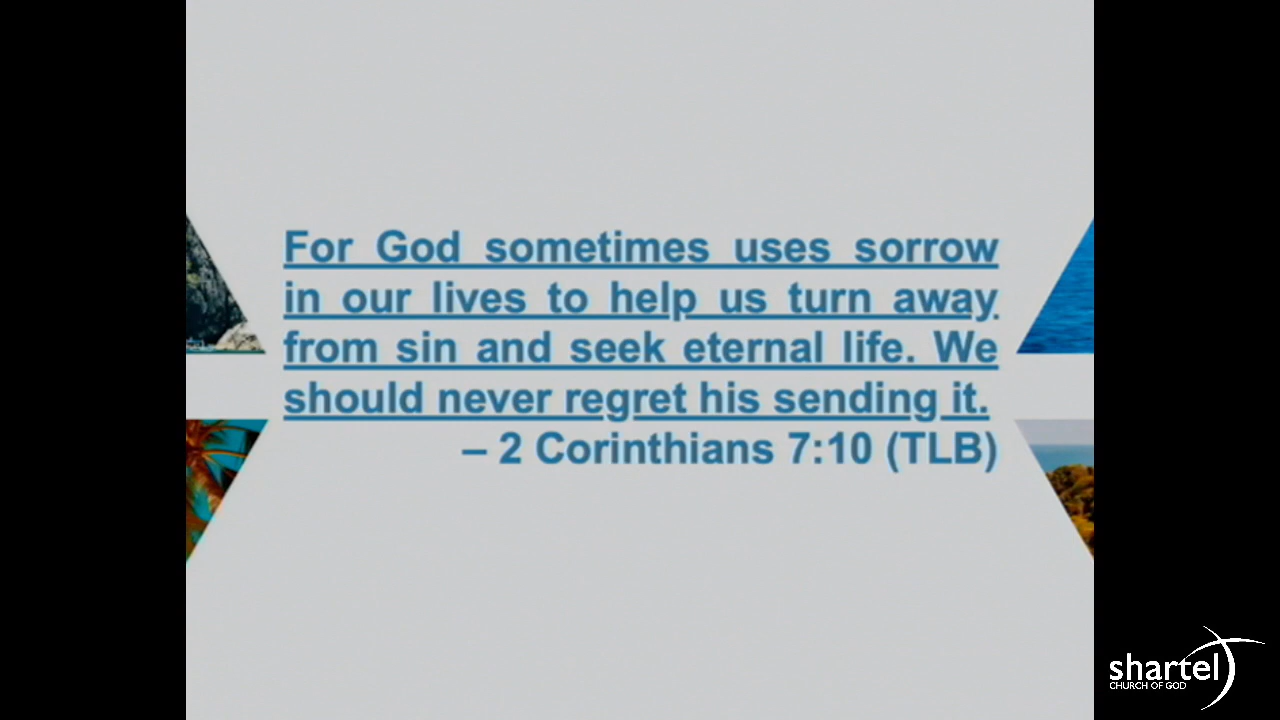 For God sometimes uses sorrow
in our lives to help us turn away
from sin and seek eternal life. We
should never regret his sending it.
– 2 Corinthians 7:10 (TLB)
shartel
CHURCH OF GOD